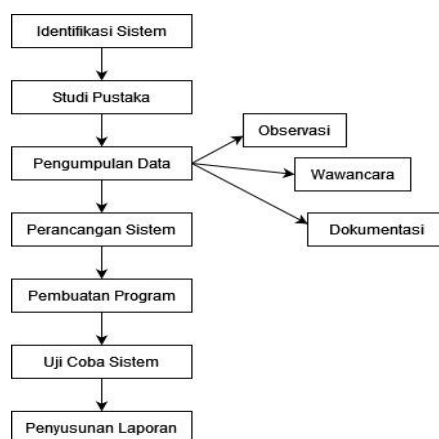 Identifikasi Sistem
Studi Pustaka
Observasi
Pengumpulan Data
Wawancara
Perancangan Sistem
Dokumentasi
Pembuatan Program
Uji Coba Sistem
Penyusunan Laporan